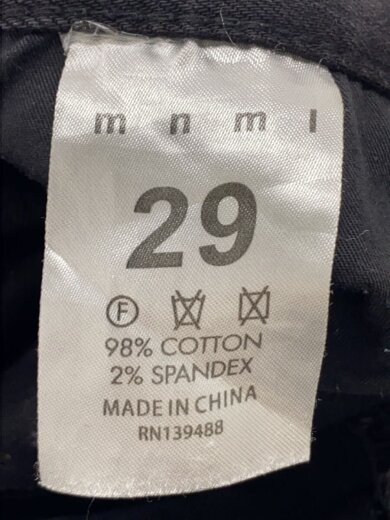 m n m l
29
F
98% COTTON
2% SPANDEX
MADE IN CHINA
RN139488